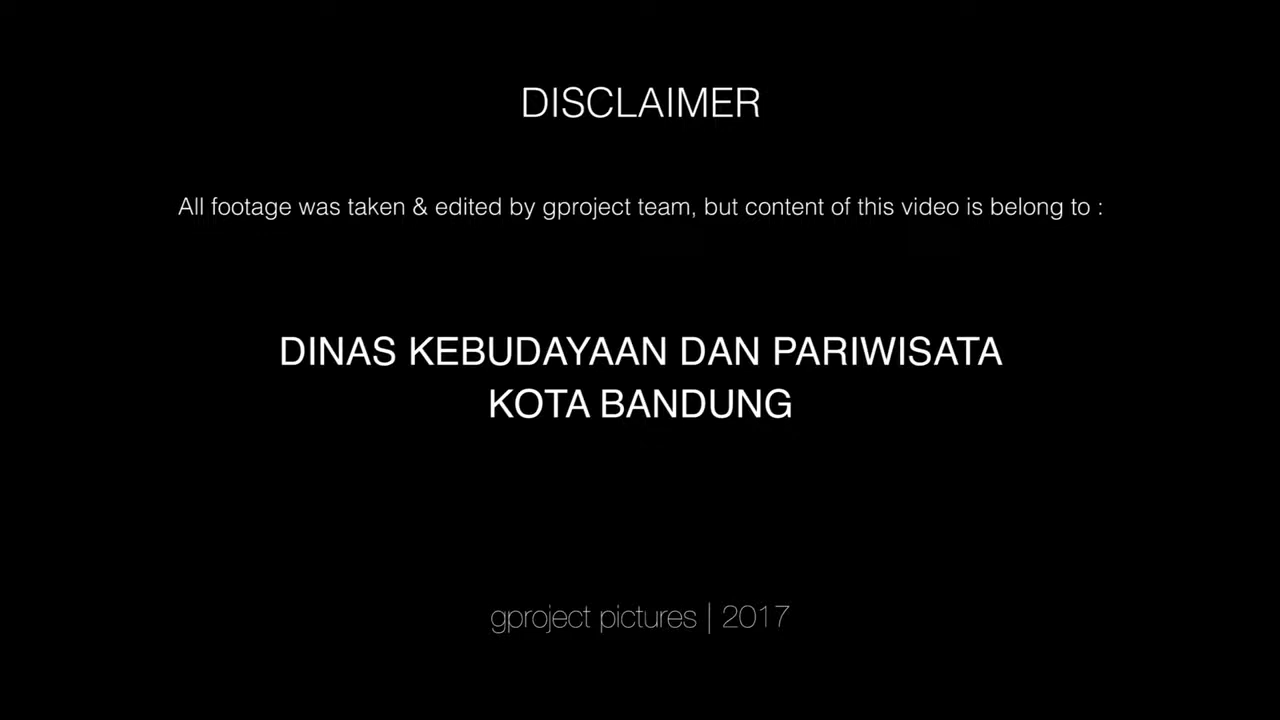 DISCLAIMER
All footage was taken & edited by gproject team, but content of this video is belong to :
DINAS KEBUDAYAAN DAN PARIWISATA
KOTA BANDUNG
gproject pictures | 2017